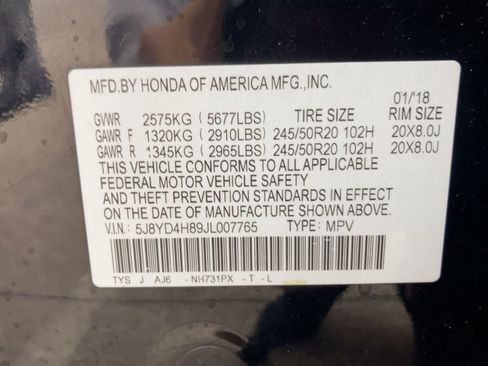 MFD.BY HONDA OF AMERICA MFG.,INC.
01/'18
GVWR 2575KG ( 5677LBS) TIRE SIZE RIM SIZE
GAWR F 1320KG ( 2910LBS) 245/50R20 102H 20X8.0J
GAWR R 1345KG ( 2965LBS) 245/50R20 102H 20X8.0J
THIS VEHICLE CONFORMS TO ALL APPLICABLE
FEDERAL MOTOR VEHICLE SAFETY
AND THEFT PREVENTION STANDARDS IN EFFECT
ON THE DATE OF MANUFACTURE SHOWN ABOVE.
V.I.N.: 5J8YD4H89JL007765 TYPE: MPV
TYS J AJ6 - NH731PX - T - L